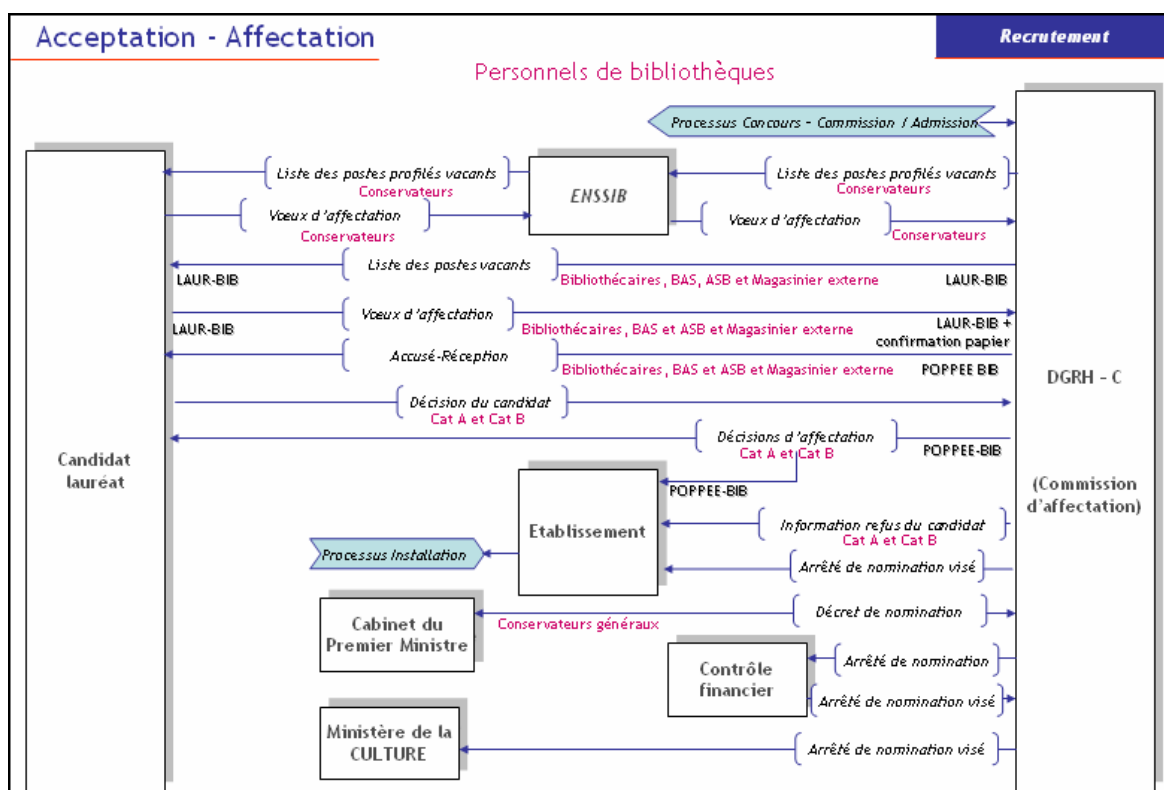 Acceptation - Affectation
Recrutement
Personnels de bibliothèques
Processus Concours - Commission / Admission
Liste des postes profilés vacants
Conservateurs
ENSSIB
Liste des postes profilés vacants
Conservateurs
Vœux d'affectation
Conservateurs
Vœux d'affectation
Conservateurs
Liste des postes vacants
LAUR-BIB
Bibliothécaires, BAS, ASB et Magasinier externe
LAUR-BIB
Vœux d'affectation
LAUR-BIB
Bibliothécaires, BAS et ASB et Magasinier externe
LAUR-BIB +
confirmation papier
Accusé-Réception
Bibliothécaires, BAS et ASB et Magasinier externe
POPPEE BIB
DGRH - C
Décision du candidat
Cat A et Cat B
Décisions d'affectation
Cat A et Cat B
POPPEE-BIB
Candidat
lauréat
POPPEE-BIB
(Commission
d'affectation)
Etablissement
Information refus du candidat
Cat A et Cat B
Processus Installation
Arrêté de nomination visé
Cabinet du
Premier Ministre
Conservateurs généraux
Décret de nomination
Contrôle
financier
Arrêté de nomination
Arrêté de nomination visé
Ministère de la
CULTURE
Arrêté de nomination visé